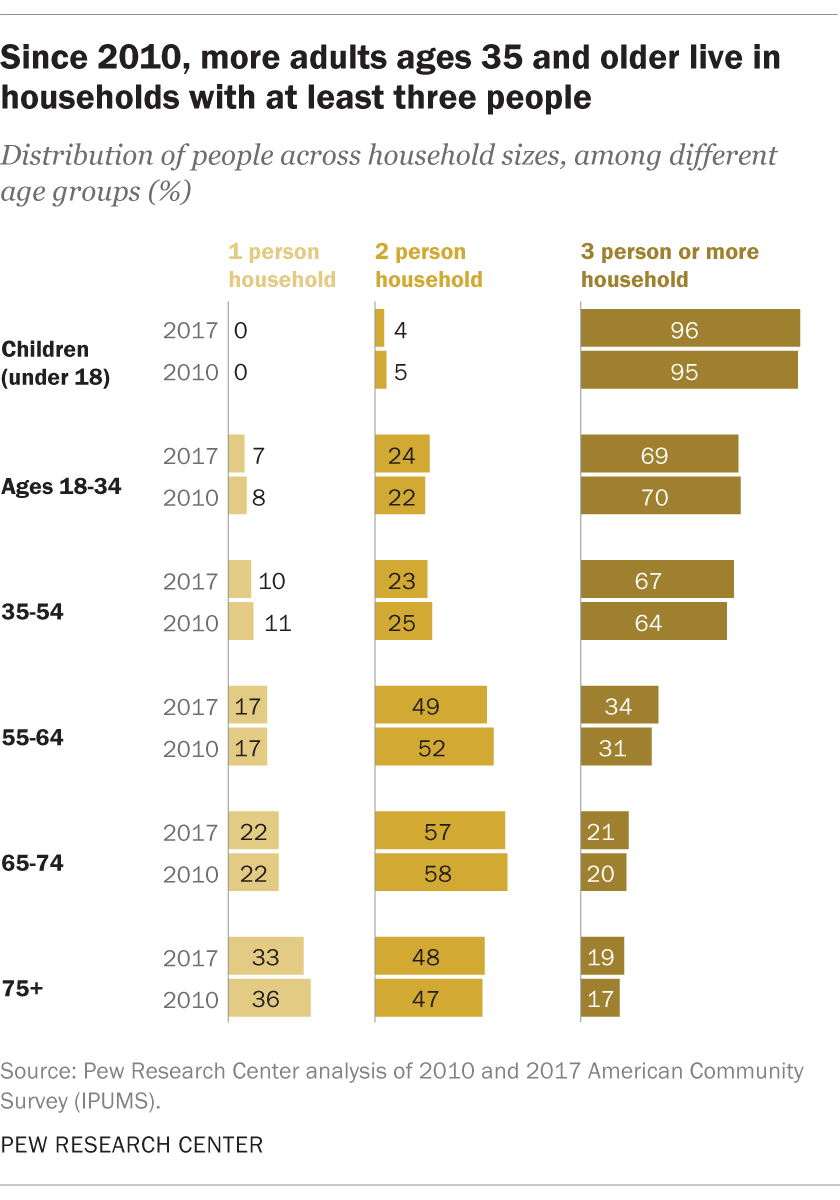 Since 2010, more adults ages 35 and older live in
households with at least three people
Distribution of people across household sizes, among different
age groups (%)
1 person
household
2 person
household
3 person or more
household
Children
(under 18)
2017 0 4 96
2010 0 5 95
Ages 18-34
2017 7 24 69
2010 8 22 70
35-54
2017 10 23 67
2010 11 25 64
55-64
2017 17 49 34
2010 17 52 31
65-74
2017 22 57 21
2010 22 58 20
75+
2017 33 48 19
2010 36 47 17
Source: Pew Research Center analysis of 2010 and 2017 American Community
Survey (IPUMS).
PEW RESEARCH CENTER